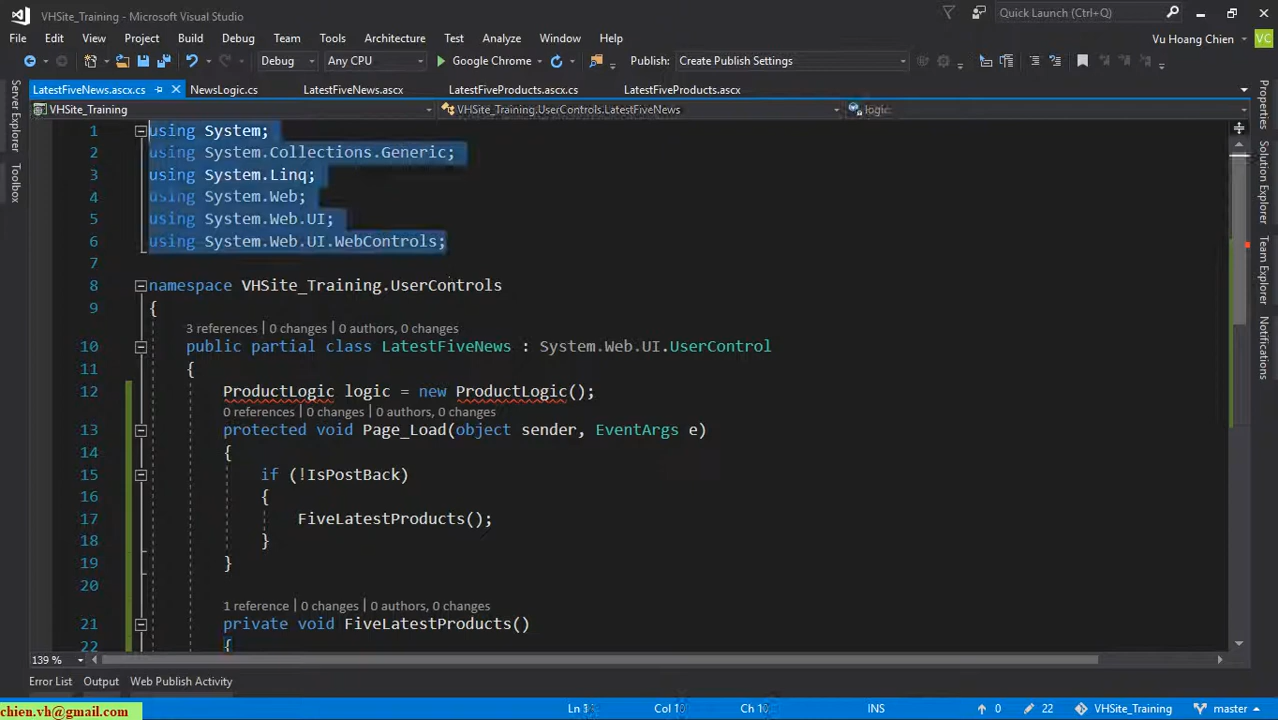 VHSite_Training - Microsoft Visual Studio
Quick Launch (Ctrl+Q)
File Edit View Project Build Debug Team Tools Architecture Test Analyze Window Help
Vu Hoang Chien VC
Debug Any CPU Google Chrome Publish: Create Publish Settings
LatestFiveNews.ascx.cs NewsLogic.cs LatestFiveNews.ascx LatestFiveProducts.ascx.cs LatestFiveProducts.ascx
VHSite_Training VHSite_Training.UserControls.LatestFiveNews logic
Server Explorer
Toolbox
1 using System;
2 using System.Collections.Generic;
3 using System.Linq;
4 using System.Web;
5 using System.Web.UI;
6 using System.Web.UI.WebControls;
7
8 namespace VHSite_Training.UserControls
9 {
3 references | 0 changes | 0 authors, 0 changes
10 public partial class LatestFiveNews : System.Web.UI.UserControl
11 {
12 ProductLogic logic = new ProductLogic();
0 references | 0 changes | 0 authors, 0 changes
13 protected void Page_Load(object sender, EventArgs e)
14 {
15 if (!IsPostBack)
16 {
17 FiveLatestProducts();
18 }
19 }
20
1 reference | 0 changes | 0 authors, 0 changes
21 private void FiveLatestProducts()
22 {
Properties
Solution Explorer
Team Explorer
Notifications
139 %
Error List Output Web Publish Activity
chien.vh@gmail.com
Col 10 INS 0 22 VHSite_Training master